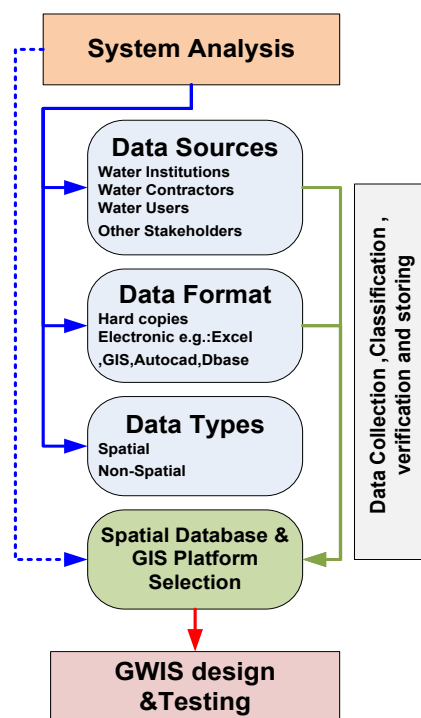 System Analysis
Data Sources
Water Institutions
Water Contractors
Water Users
Other Stakeholders
Data Format
Hard copies
Electronic e.g.:Excel
,GIS,Autocad,Dbase
Data Types
Spatial
Non-Spatial
Spatial Database &
GIS Platform
Selection
Data Collection ,Classification ,
verification and storing
GWIS design
&Testing